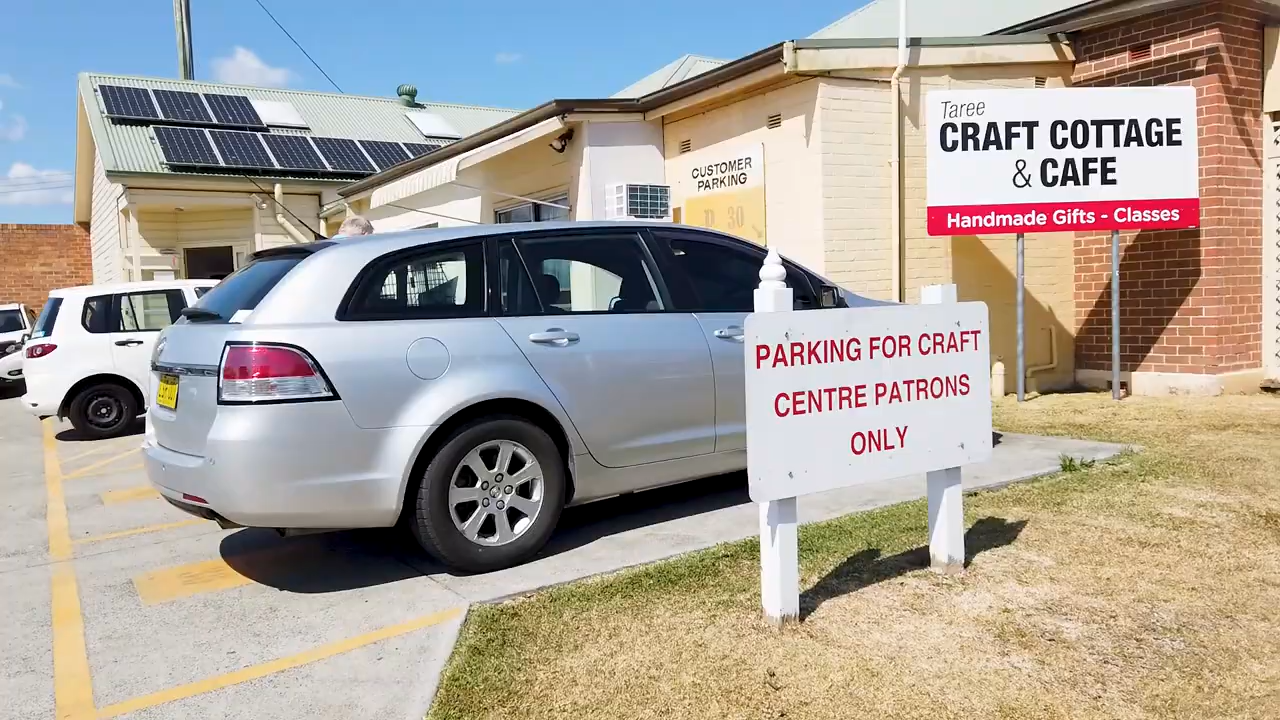 Taree
CRAFT COTTAGE
& CAFE
Handmade Gifts - Classes
CUSTOMER
PARKING
PARKING FOR CRAFT
CENTRE PATRONS
ONLY